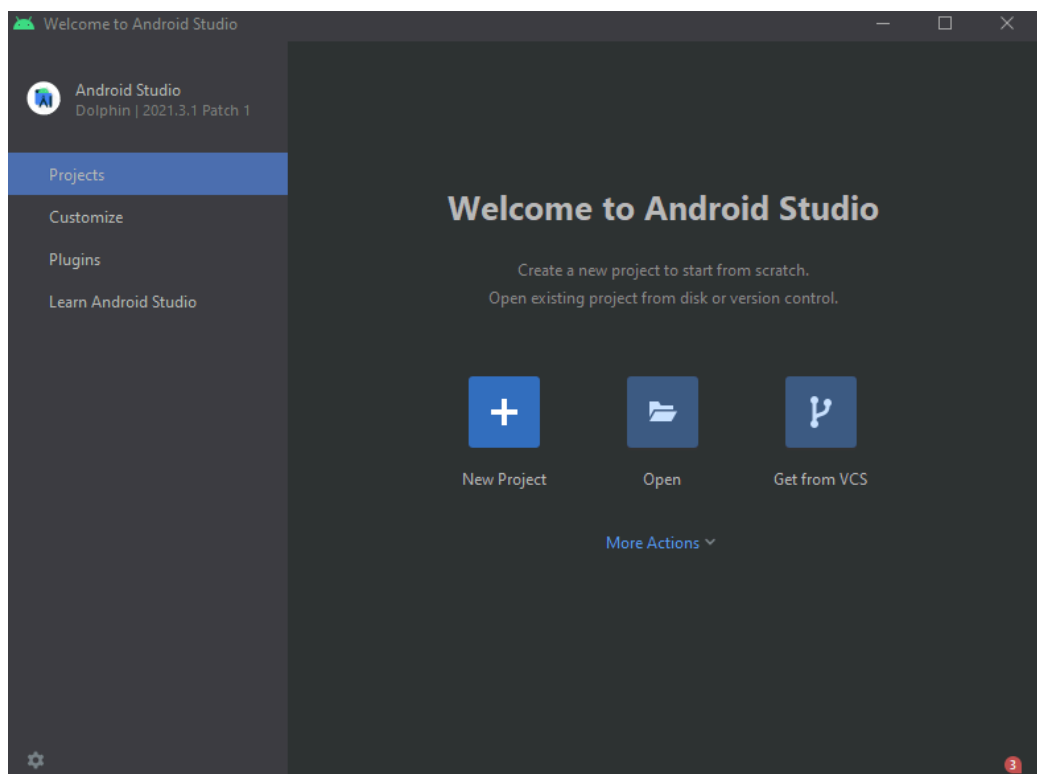 Welcome to Android Studio
Android Studio
Dolphin | 2021.3.1 Patch 1
Projects
Customize
Plugins
Learn Android Studio
Welcome to Android Studio
Create a new project to start from scratch.
Open existing project from disk or version control.
New Project
Open
Get from VCS
More Actions
3